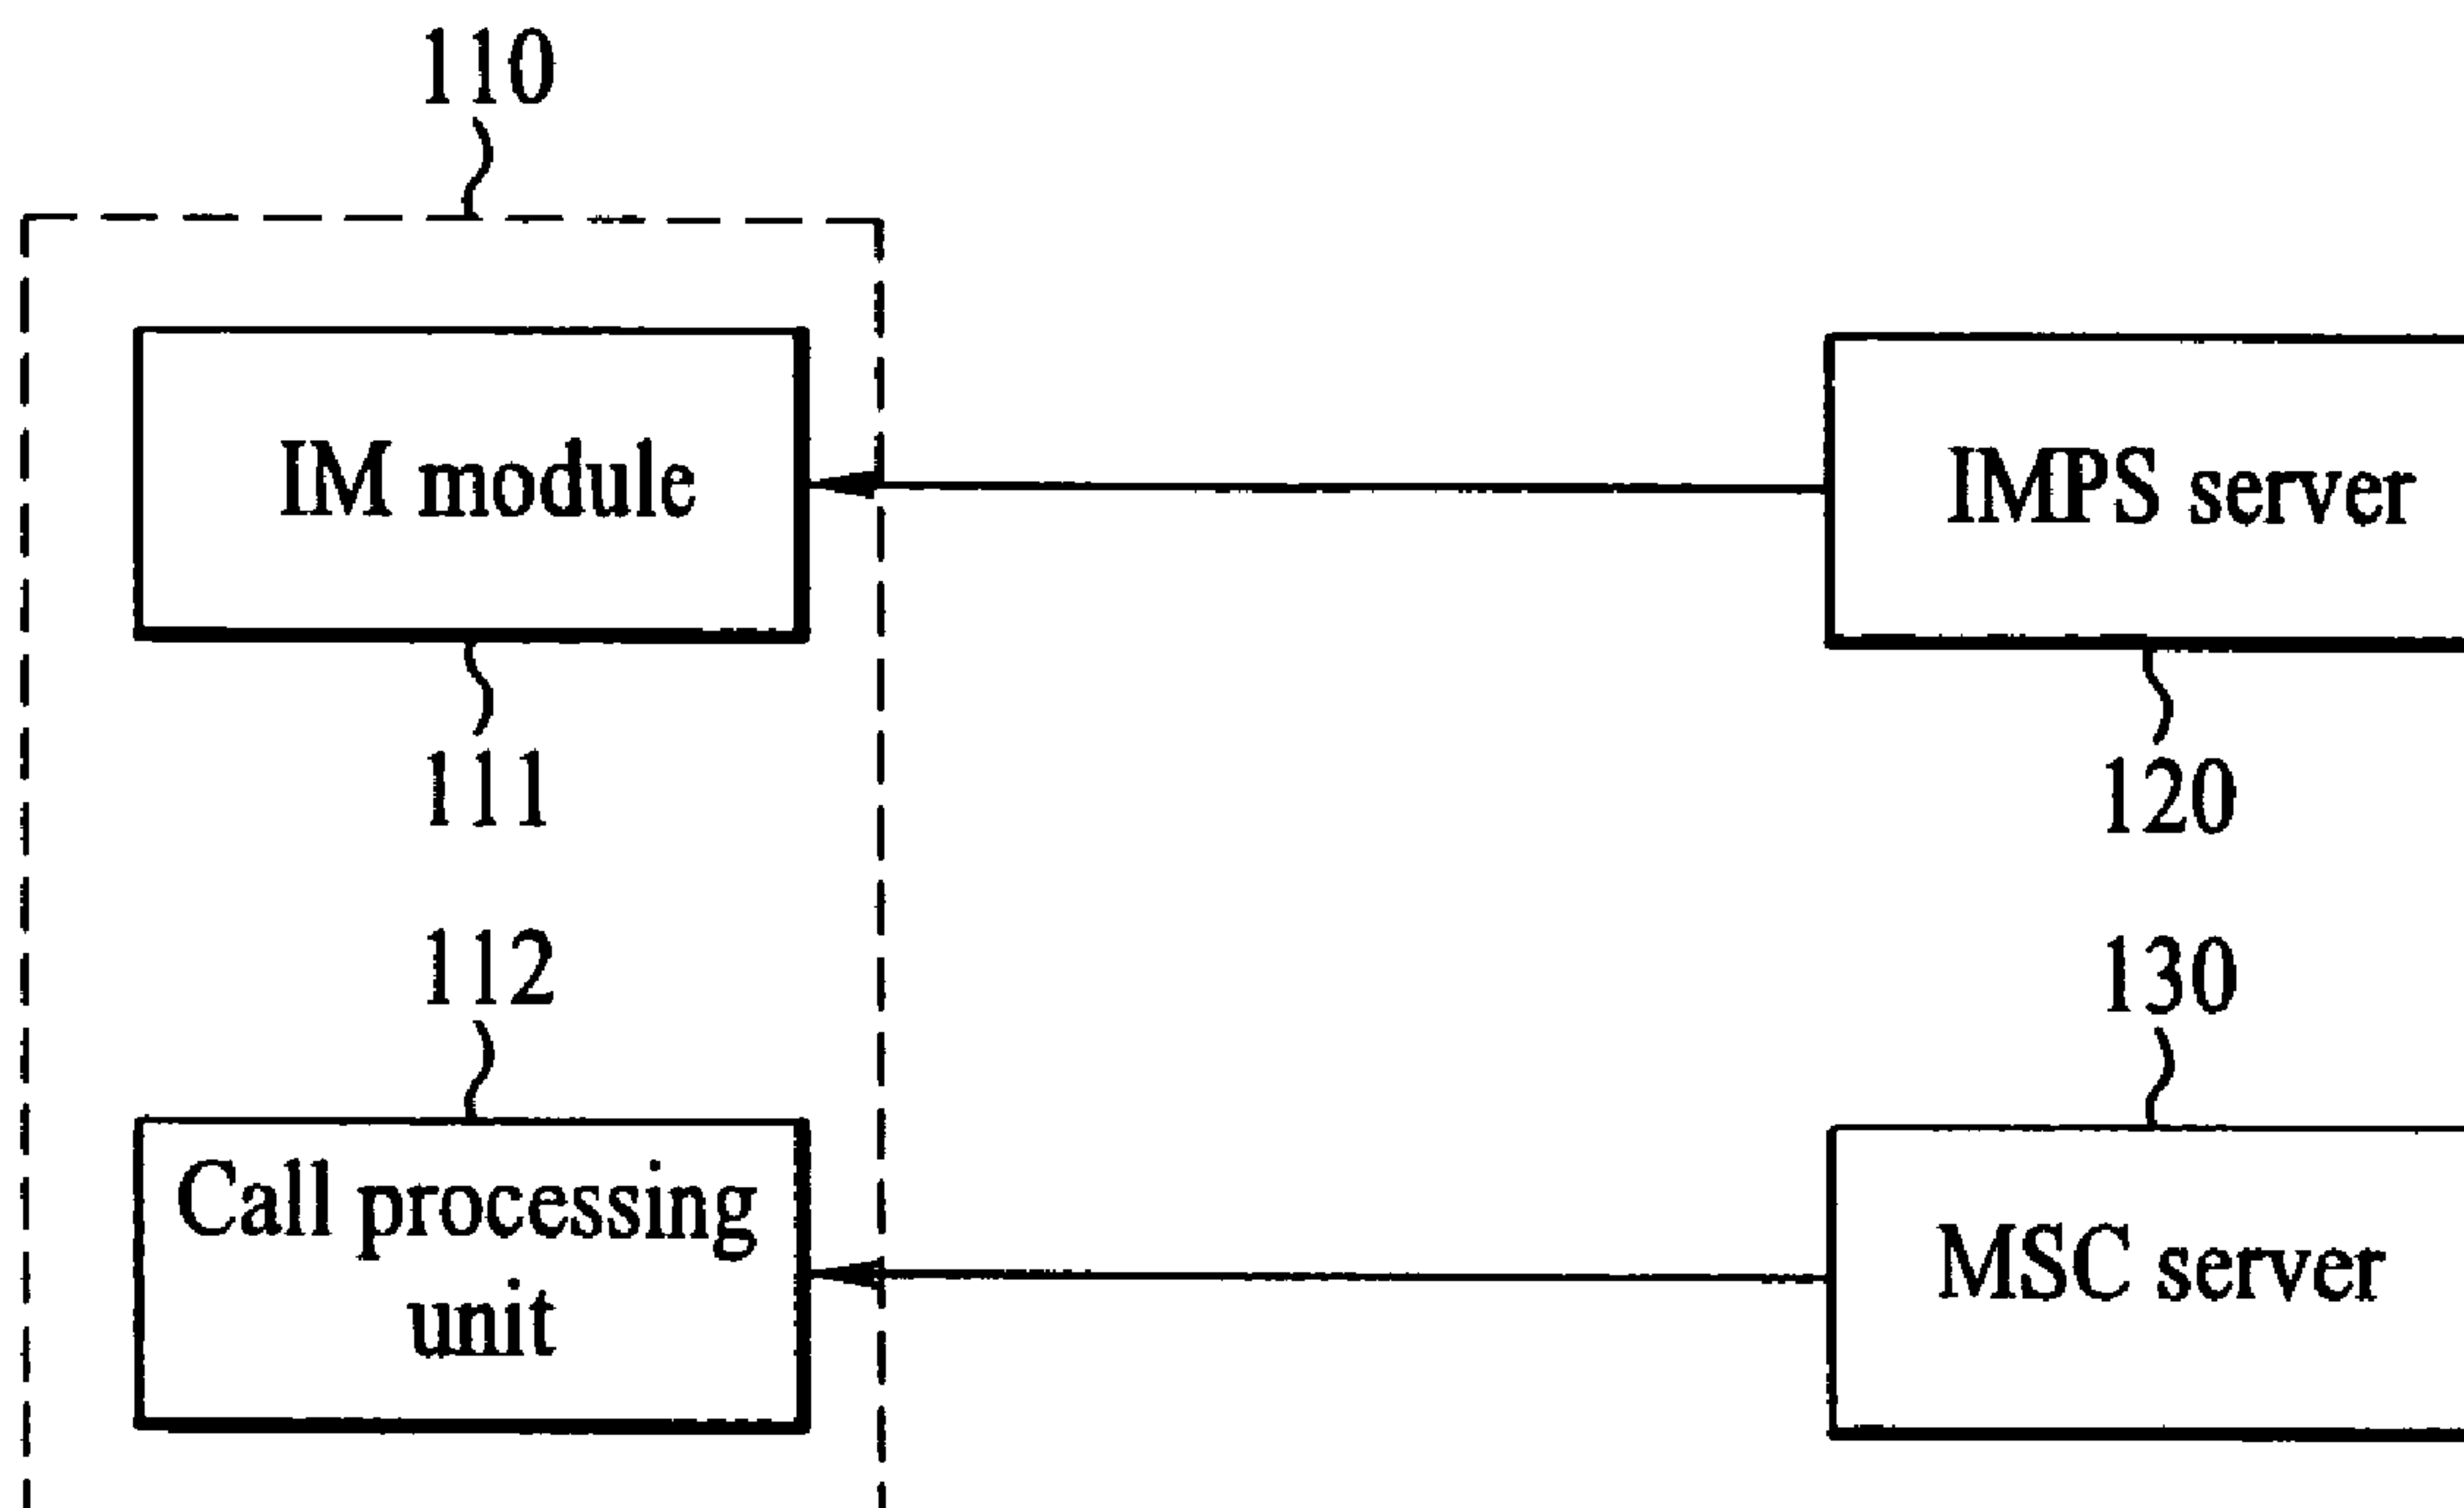 110
IM module
IMPS server
111
120
112
130
Call processing
unit
MSC server